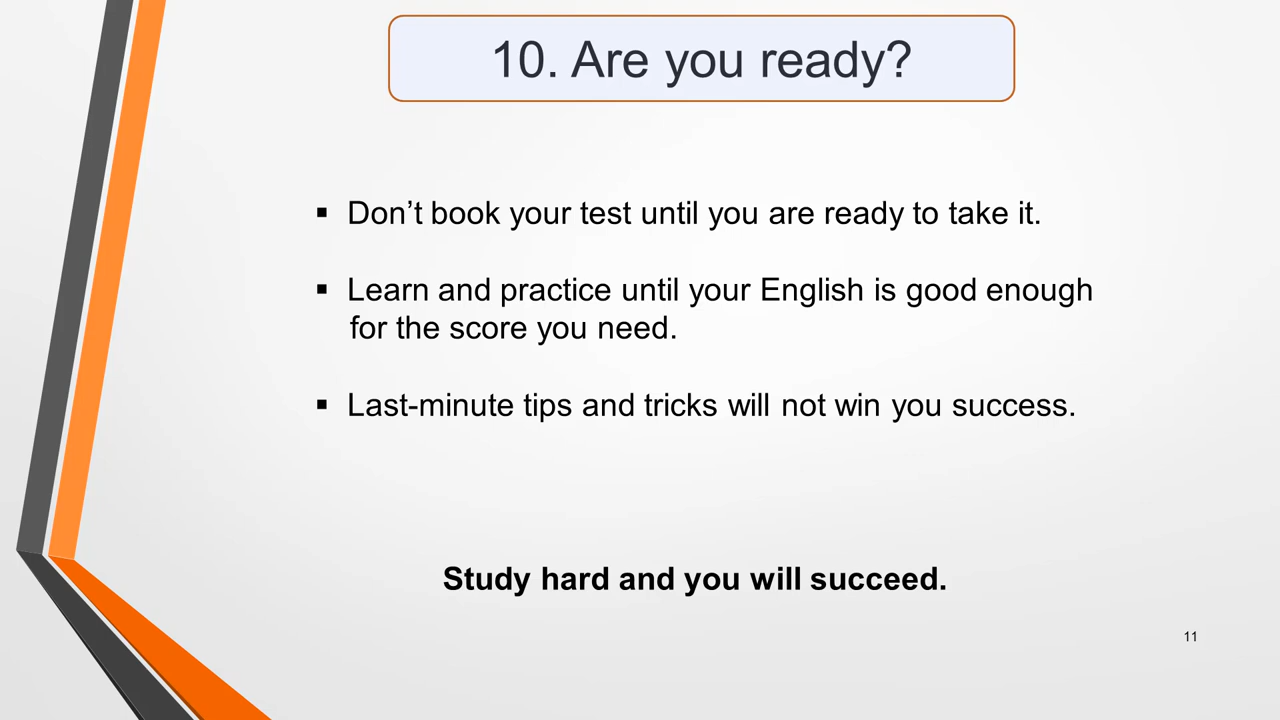 10. Are you ready?
▪ Don’t book your test until you are ready to take it.
▪ Learn and practice until your English is good enough
for the score you need.
▪ Last-minute tips and tricks will not win you success.
Study hard and you will succeed.
11